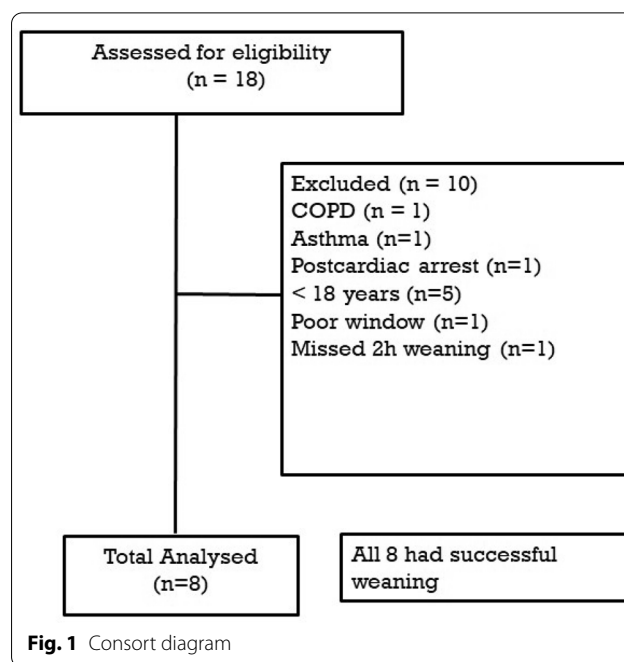 Assessed for eligibility
(n = 18)
Excluded (n = 10)
COPD (n = 1)
Asthma (n=1)
Postcardiac arrest (n=1)
< 18 years (n=5)
Poor window (n=1)
Missed 2h weaning (n=1)
Total Analysed
(n=8)
All 8 had successful
weaning
Fig. 1 Consort diagram